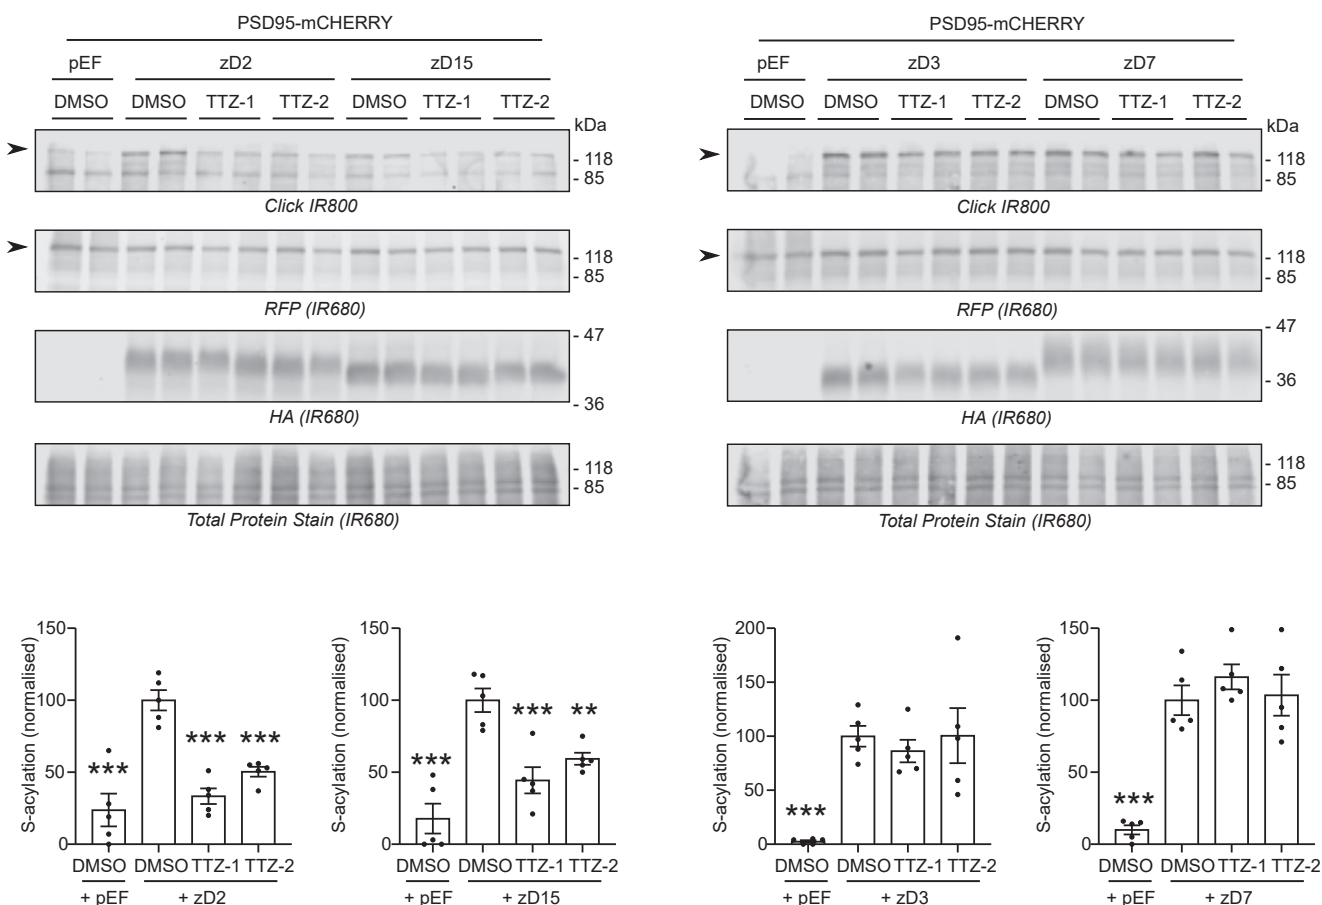 PSD95-mCHERRY
pEF zD2 zD15
DMSO DMSO TTZ-1 TTZ-2 DMSO TTZ-1 TTZ-2
kDa
- 118
- 85
Click IR800
- 118
- 85
RFP (IR680)
- 47
- 36
HA (IR680)
- 118
- 85
Total Protein Stain (IR680)
PSD95-mCHERRY
pEF zD3 zD7
DMSO DMSO TTZ-1 TTZ-2 DMSO TTZ-1 TTZ-2
kDa
- 118
- 85
Click IR800
- 118
- 85
RFP (IR680)
- 47
- 36
HA (IR680)
- 118
- 85
Total Protein Stain (IR680)
S-acylation (normalised)
150
100
50
0
*** *** ***
DMSO DMSO TTZ-1 TTZ-2
+ pEF + zD2
S-acylation (normalised)
150
100
50
0
*** *** **
DMSO DMSO TTZ-1 TTZ-2
+ pEF + zD15
S-acylation (normalised)
200
150
100
50
0
***
DMSO DMSO TTZ-1 TTZ-2
+ pEF + zD3
S-acylation (normalised)
150
100
50
0
***
DMSO DMSO TTZ-1 TTZ-2
+ pEF + zD7